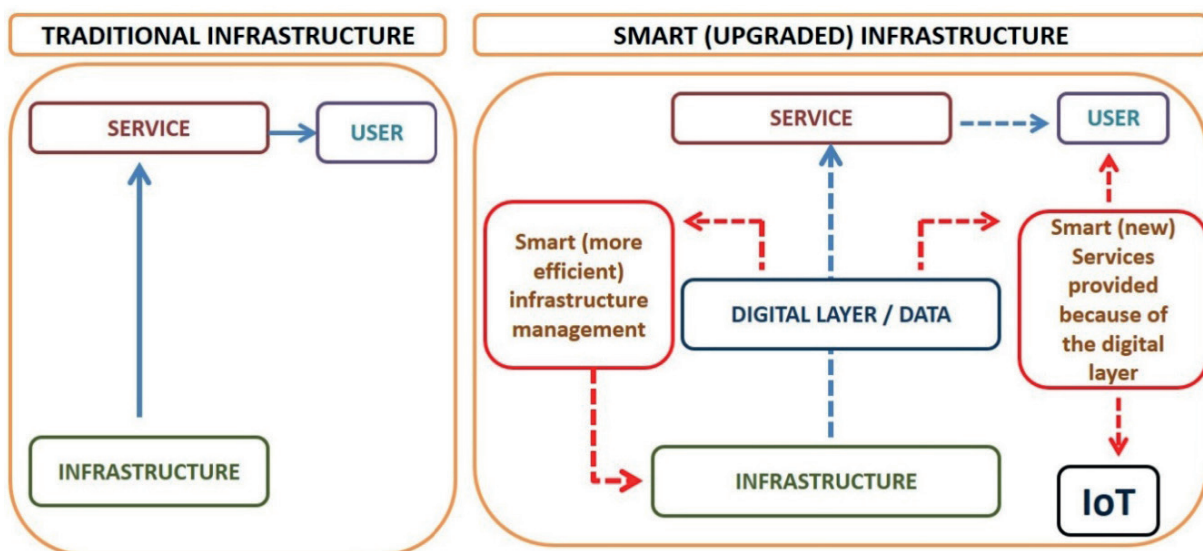 TRADITIONAL INFRASTRUCTURE
SERVICE
USER
INFRASTRUCTURE
SMART (UPGRADED) INFRASTRUCTURE
SERVICE
USER
Smart (more
efficient)
infrastructure
management
DIGITAL LAYER / DATA
Smart (new)
Services
provided
because of
the digital
layer
INFRASTRUCTURE
IoT